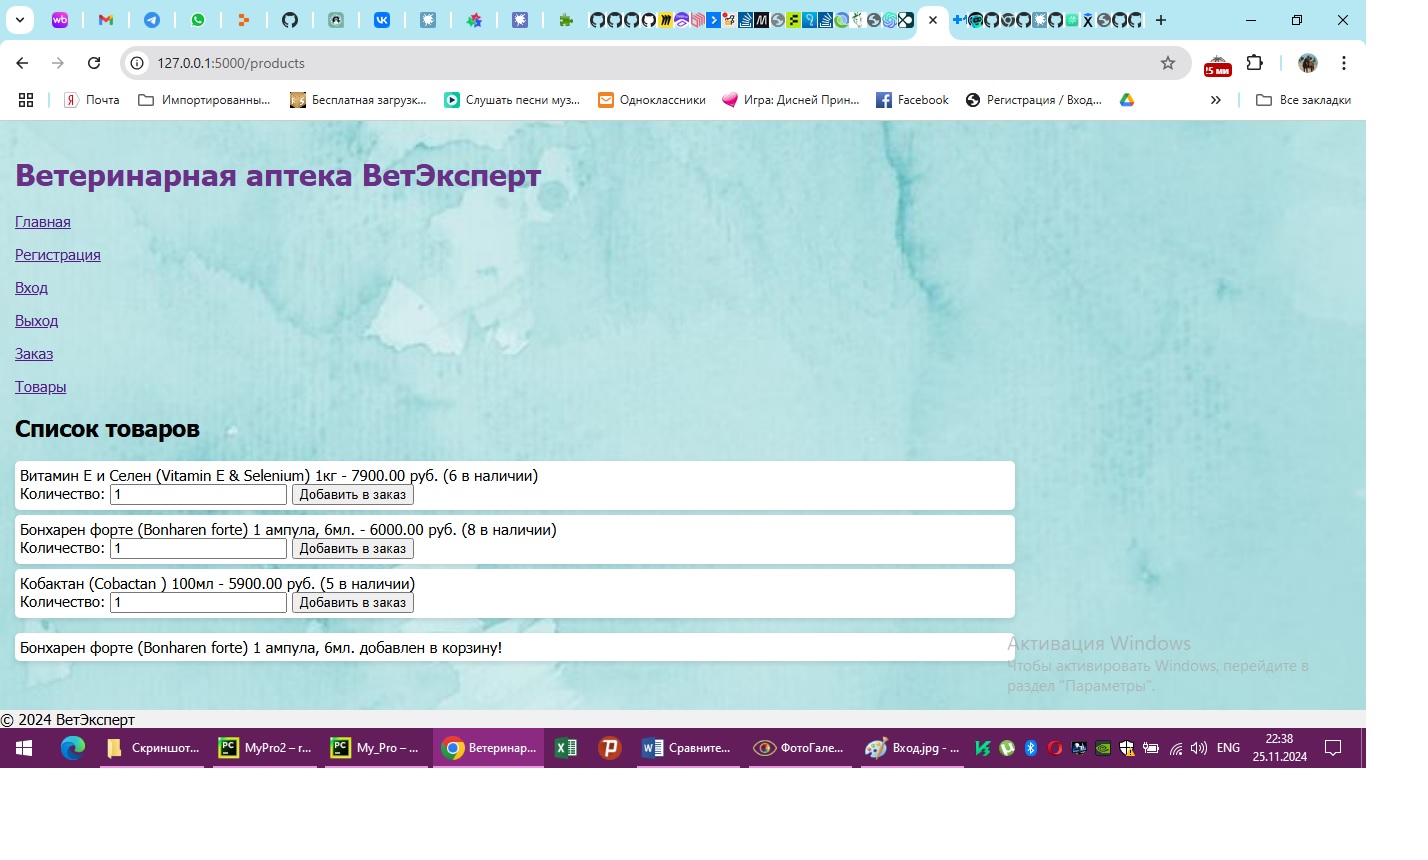 127.0.0.1:5000/products
!5 ми
Почта
Импортированны...
Бесплатная загрузк...
Слушать песни муз...
Одноклассники
Игра: Дисней Прин...
Facebook
Регистрация / Вход...
Все закладки
Ветеринарная аптека ВетЭксперт
Главная
Регистрация
Вход
Выход
Заказ
Товары
Список товаров
Витамин Е и Селен (Vitamin E & Selenium) 1кг - 7900.00 руб. (6 в наличии)
Количество: 1 Добавить в заказ
Бонхарен форте (Bonharen forte) 1 ампула, 6мл. - 6000.00 руб. (8 в наличии)
Количество: 1 Добавить в заказ
Кобактан (Cobactan ) 100мл - 5900.00 руб. (5 в наличии)
Количество: 1 Добавить в заказ
Бонхарен форте (Bonharen forte) 1 ампула, 6мл. добавлен в корзину!
Активация Windows
Чтобы активировать Windows, перейдите в
раздел "Параметры".
© 2024 ВетЭксперт
Скриншот...
MyPro2 – r...
My_Pro – ...
Ветеринар...
Сравните...
ФотоГале...
Вход.jpg - ...
ENG
22:38
25.11.2024